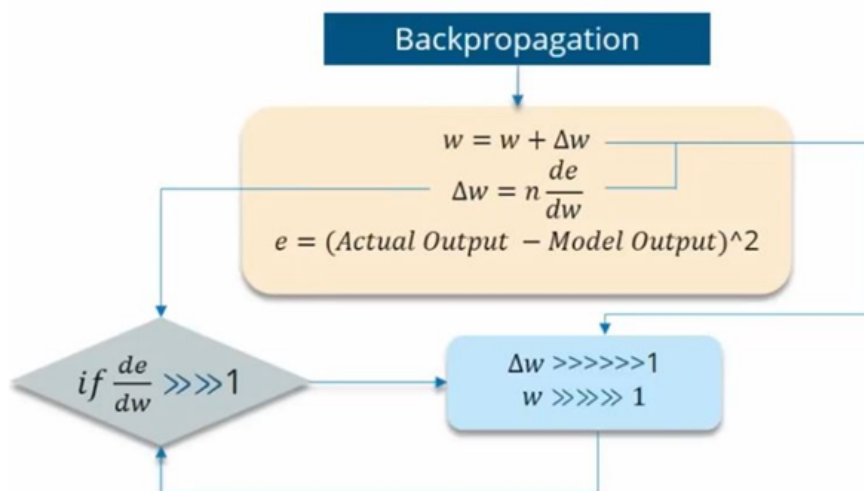 Backpropagation
w = w + Δw
Δw = n de/dw
e = (Actual Output − Model Output)^2
if de/dw ⋙1
Δw >>>>>>1
w ⋙⋙ 1